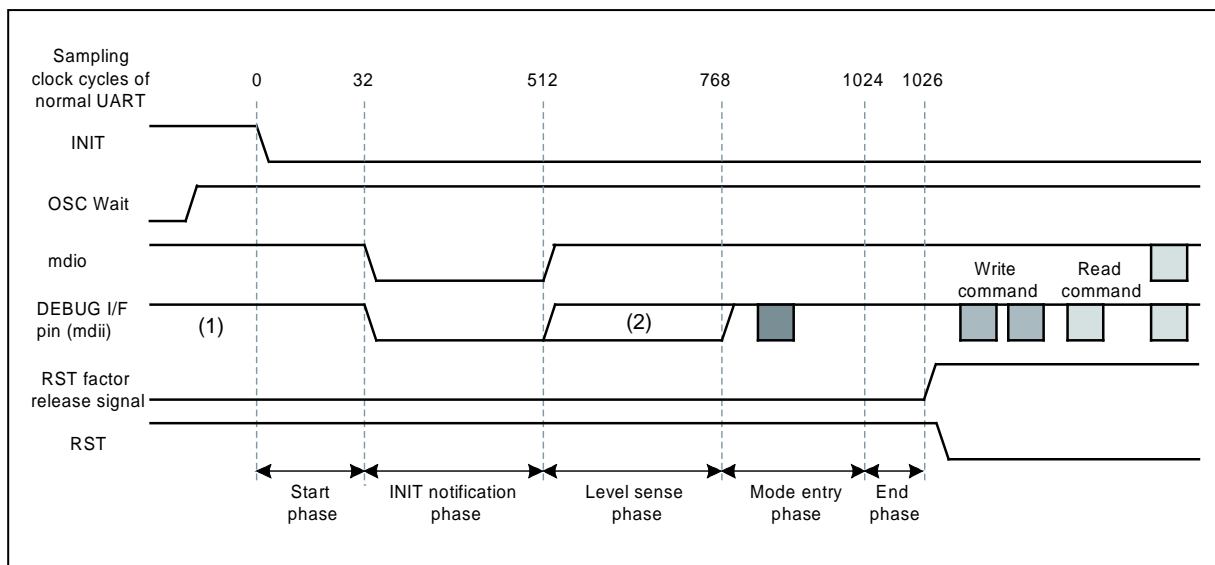 Sampling
clock cycles of
normal UART
0 32 512 768 1024 1026
INIT
OSC Wait
mdio
Write
command
Read
command
DEBUG I/F
pin (mdii)
(1)
(2)
RST factor
release signal
RST
Start
phase
INIT notification
phase
Level sense
phase
Mode entry
phase
End
phase